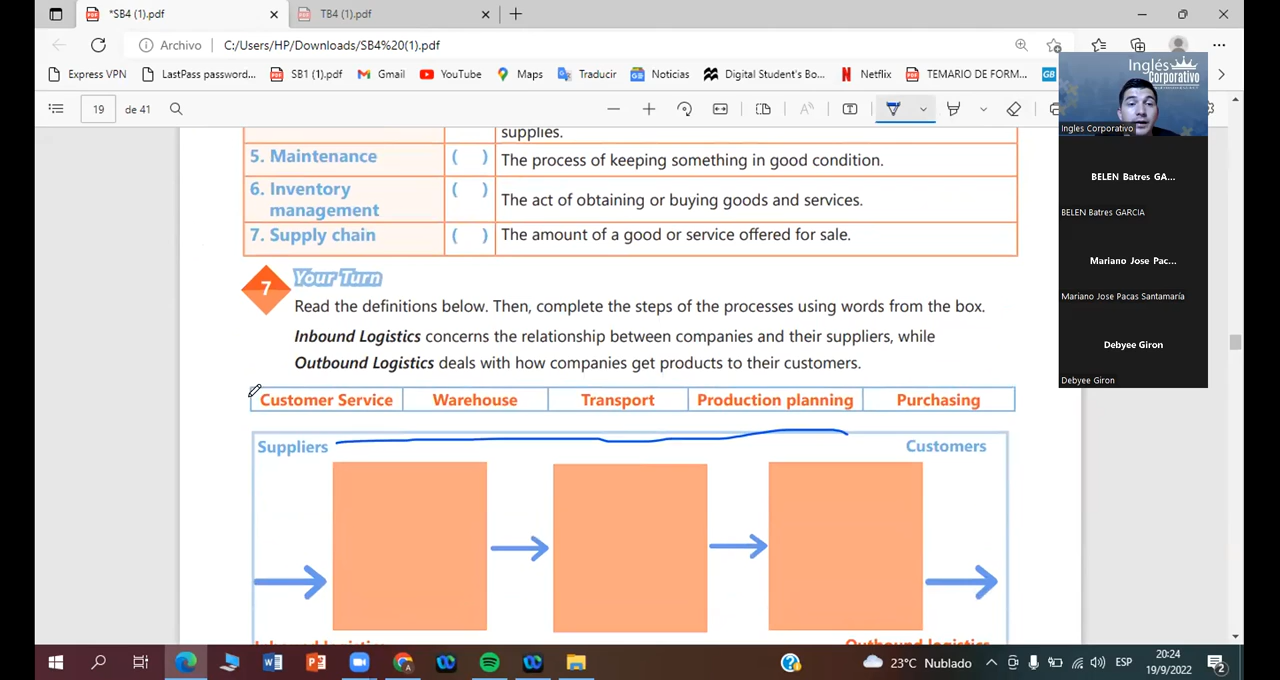 *SB4 (1).pdf
TB4 (1).pdf
Archivo C:/Users/HP/Downloads/SB4%20(1).pdf
Express VPN LastPass password... SB1 (1).pdf Gmail YouTube Maps Traducir Noticias Digital Student's Bo... Netflix TEMARIO DE FORM... GB
19 de 41
Inglés
Corporativo
Ingles Corporativo
BELEN Batres GA...
BELEN Batres GARCIA
Mariano Jose Pac...
Mariano Jose Pacas Santamaría
Debyee Giron
Debyee Giron
supplies.
5. Maintenance ( ) The process of keeping something in good condition.
6. Inventory
management ( ) The act of obtaining or buying goods and services.
7. Supply chain ( ) The amount of a good or service offered for sale.
7 Your Turn
Read the definitions below. Then, complete the steps of the processes using words from the box.
Inbound Logistics concerns the relationship between companies and their suppliers, while
Outbound Logistics deals with how companies get products to their customers.
Customer Service Warehouse Transport Production planning Purchasing
Suppliers Customers
Inbound logistics Outbound logistics
23°C Nublado ESP 20:24
19/9/2022
2